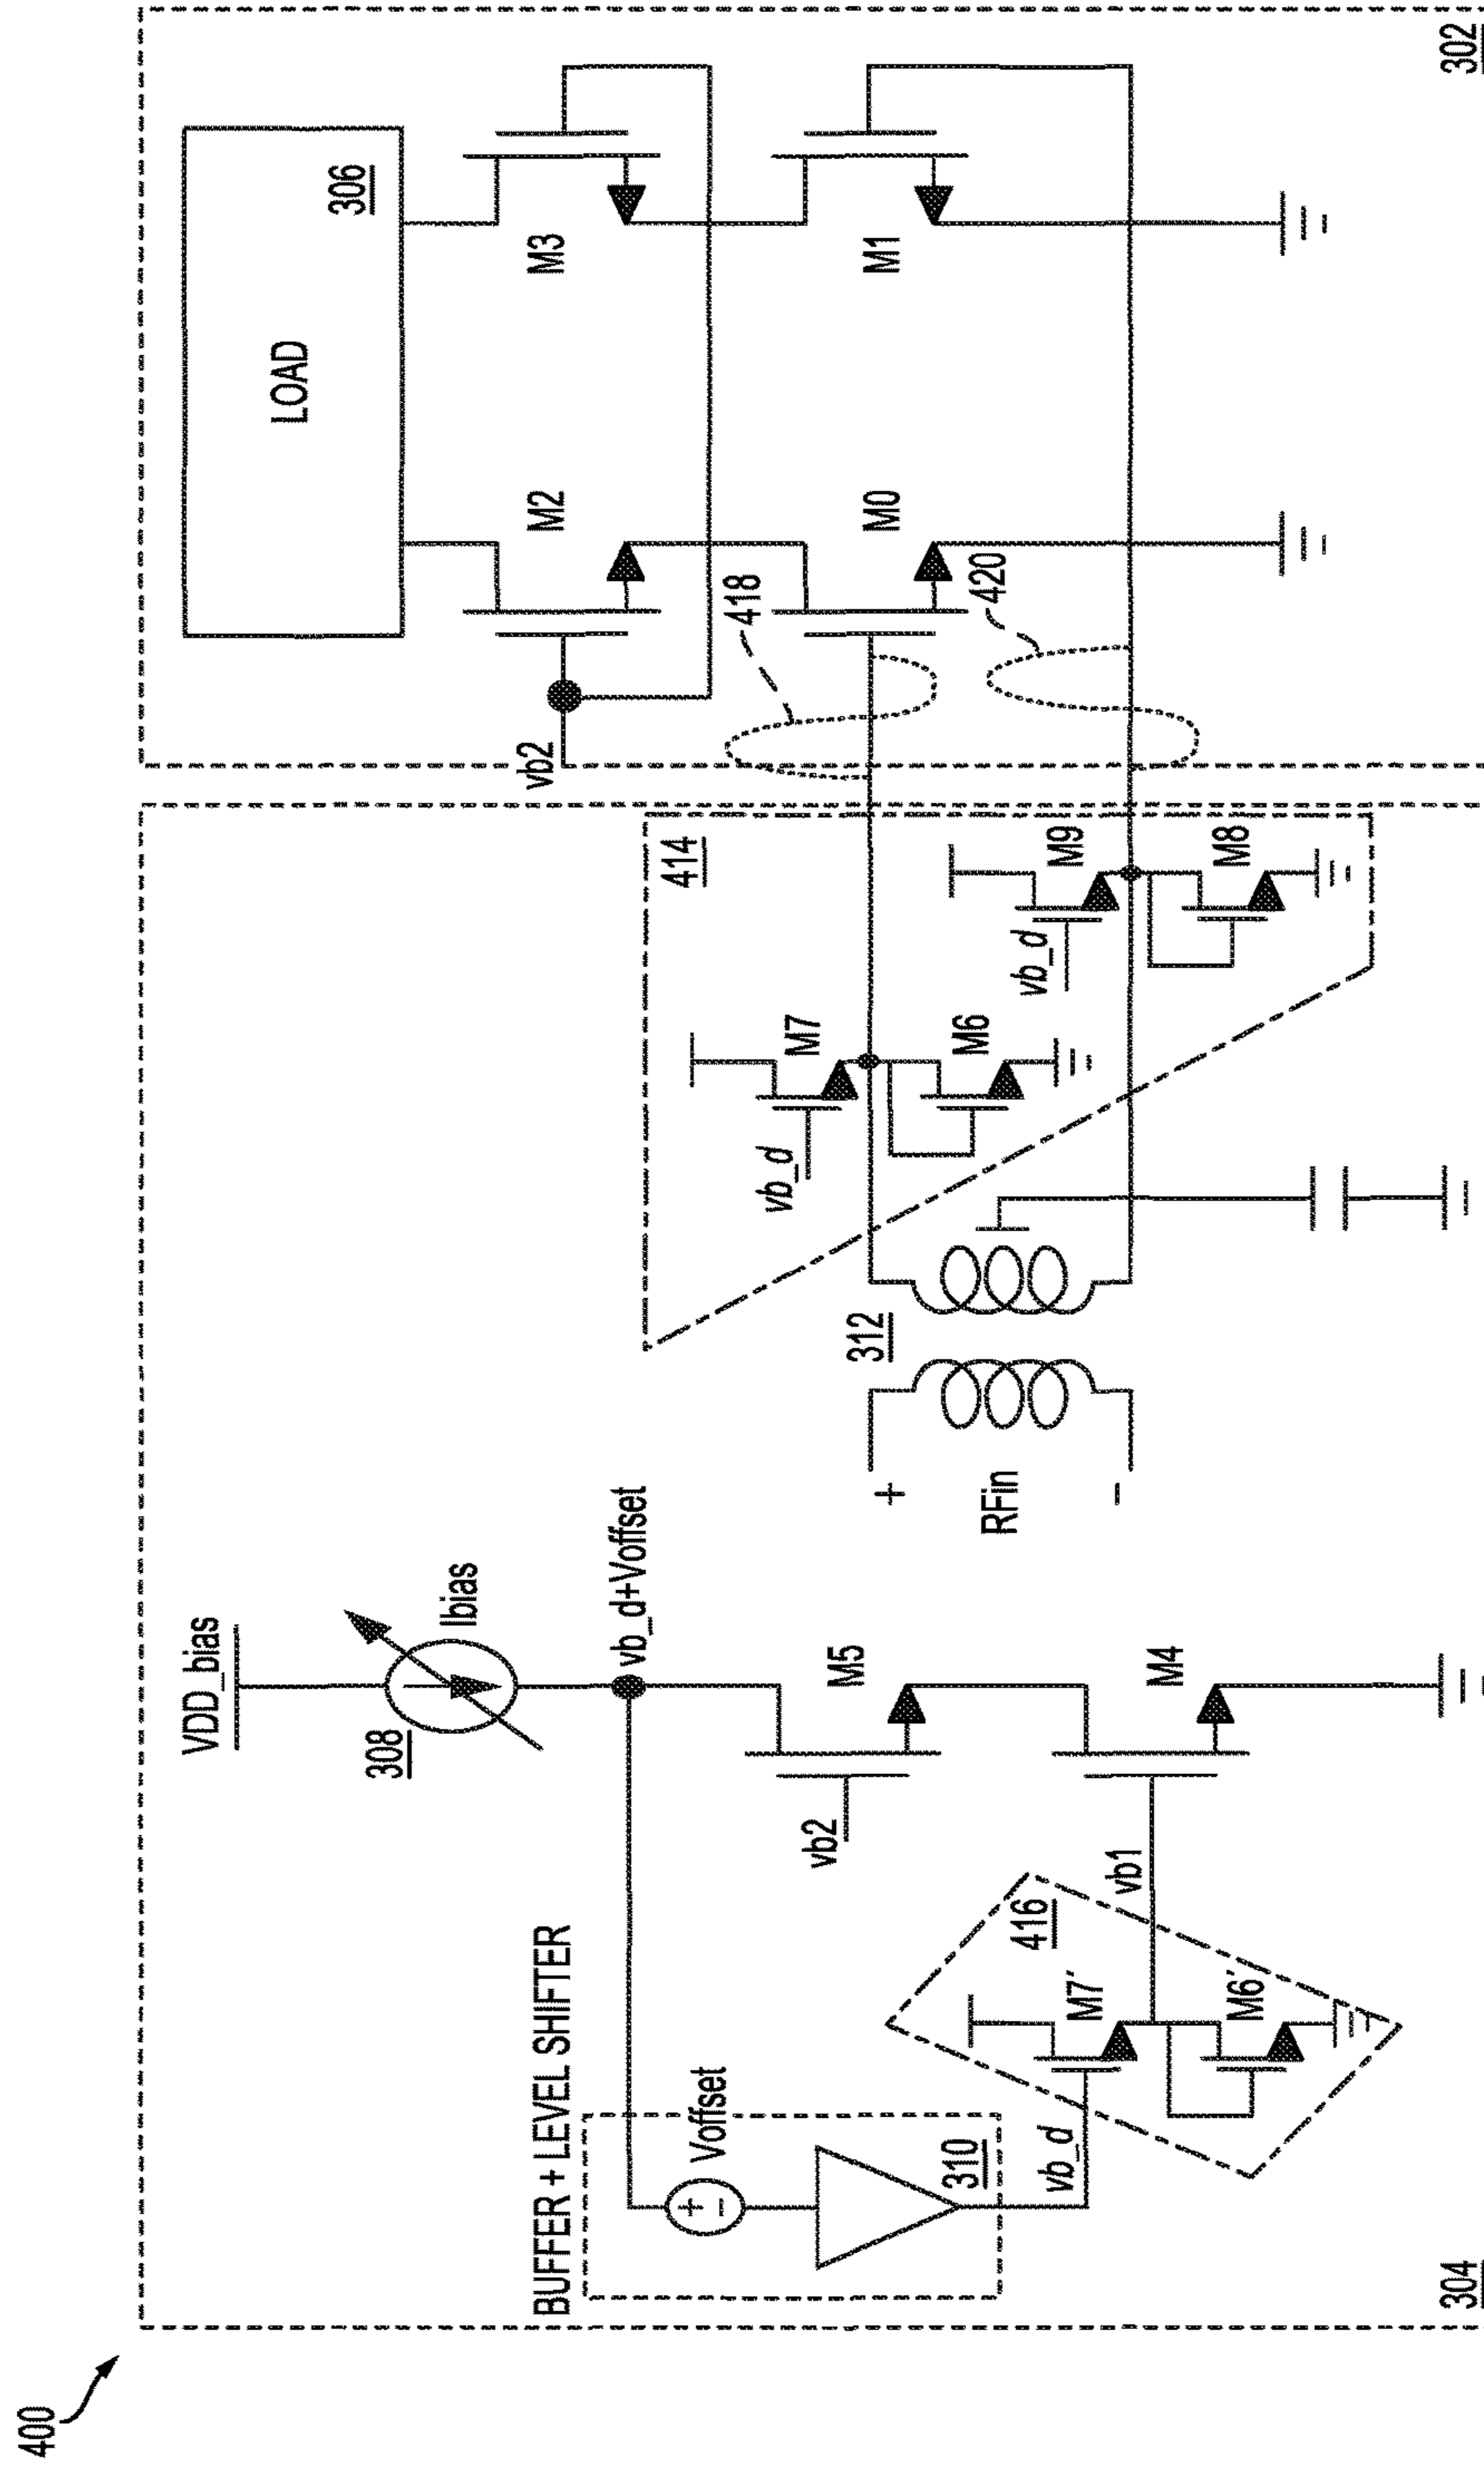 400
304
302
BUFFER + LEVEL SHIFTER
Voffset
310
vb_d
416
M7'
M6'
vb1
VDD_bias
308
Ibias
vb_d+Voffset
vb2
M5
M4
+
RFin
-
312
414
vb_d
M7
M6
vb_d
M9
M8
vb2
418
420
LOAD
306
M2
M3
M0
M1